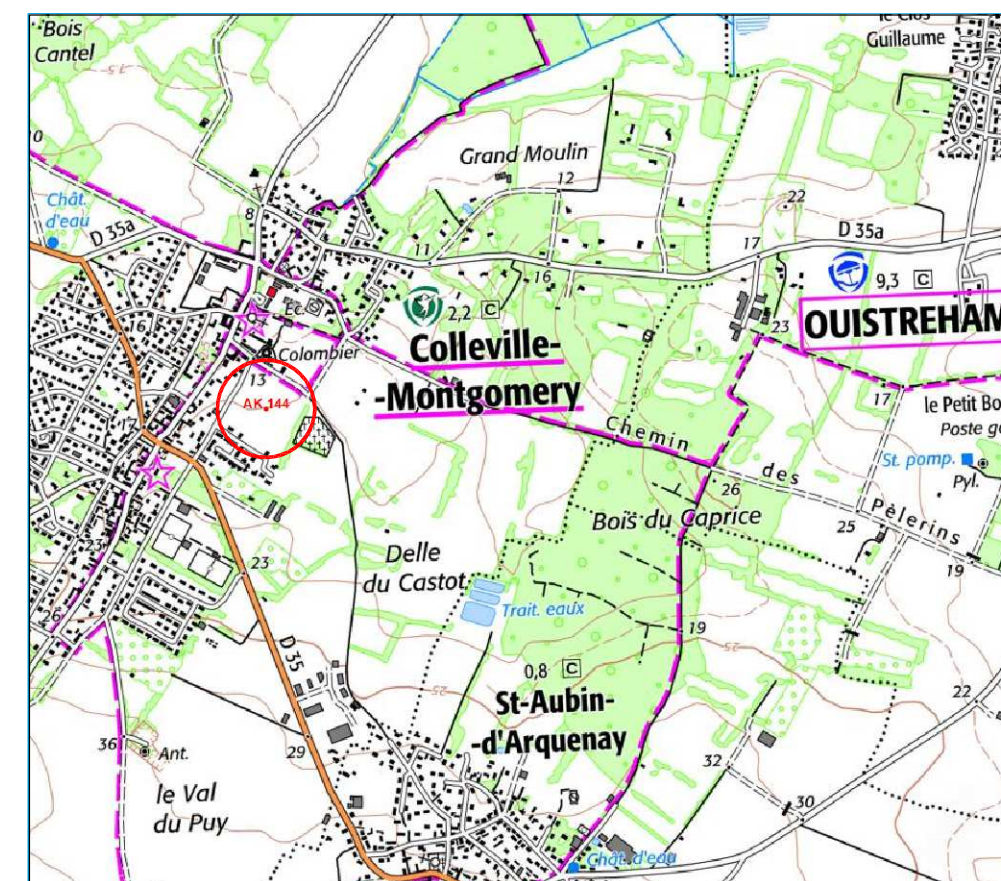 Bois
Cantel
le Clos
Guillaume
Grand Moulin
12
22
Chât.
d'eau
D 35a
8
11
16
17
D 35a
9,3 C
OUISTREHAM
23
Ec.
2,2 C
Colleville-
-Montgomery
16
Colombier
13
AK 144
17
17
le Petit Bo
Poste g
Chemin des Pèlerins
St. pomp.
Pyl.
26
25
19
Bois du Caprice
Delle
du Castot
Trait. eaux
23
23
26
19
25
D 35
0,8 C
St-Aubin-
-d'Arquenay
25
22
36
Ant.
29
32
30
le Val
du Puy
Chât. d'eau